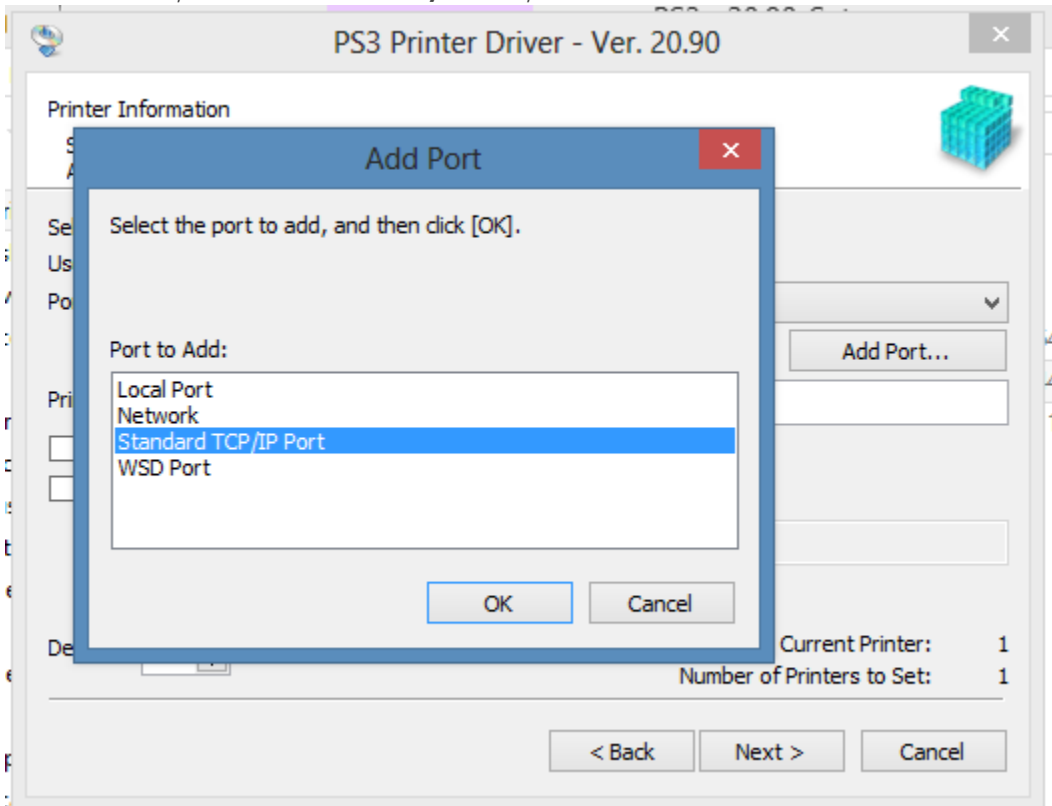 PS3 Printer Driver - Ver. 20.90
Printer Information
Add Port
Select the port to add, and then click [OK].
Port to Add:
Local Port
Network
Standard TCP/IP Port
WSD Port
OK
Cancel
Add Port...
Current Printer: 1
Number of Printers to Set: 1
< Back
Next >
Cancel